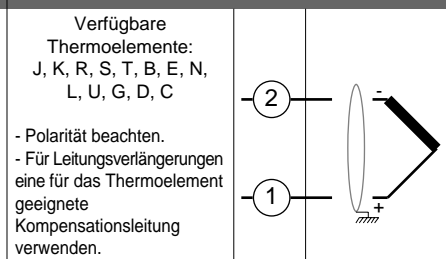 Verfügbare
Thermoelemente:
J, K, R, S, T, B, E, N,
L, U, G, D, C
- Polarität beachten.
- Für Leitungsverlängerungen
eine für das Thermoelement
geeignete
Kompensationsleitung
verwenden.
2
-
1
+